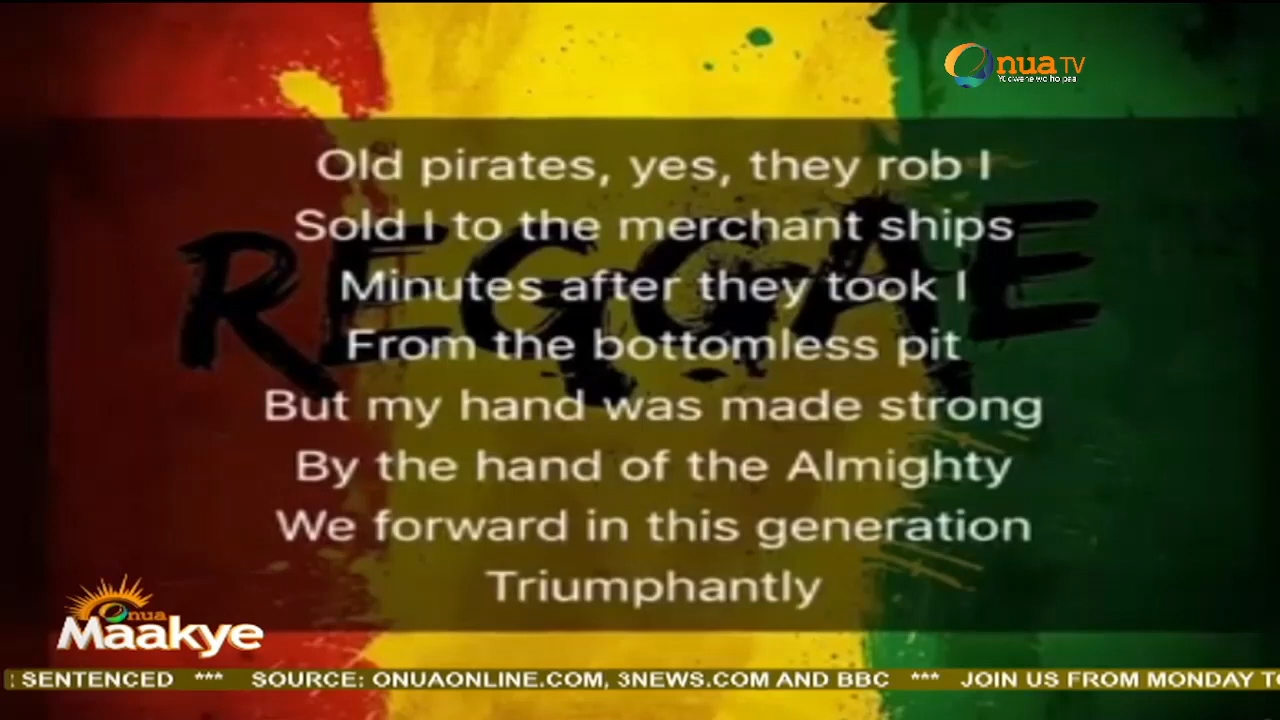 Onua TV
REGGAE
Old pirates, yes, they rob I
Sold I to the merchant ships
Minutes after they took I
From the bottomless pit
But my hand was made strong
By the hand of the Almighty
We forward in this generation
Triumphantly
Onua
Maakye
: SENTENCED *** SOURCE: ONUAONLINE.COM, 3NEWS.COM AND BBC *** JOIN US FROM MONDAY TO